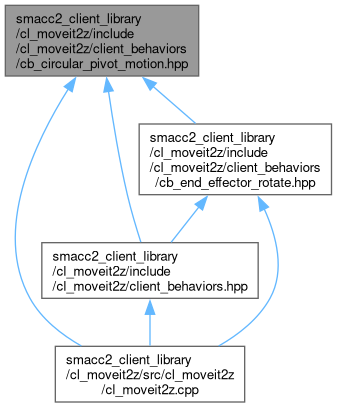 smacc2_client_library
/cl_moveit2z/include
/cl_moveit2z/client_behaviors
/cb_circular_pivot_motion.hpp
smacc2_client_library
/cl_moveit2z/include
/cl_moveit2z/client_behaviors
/cb_end_effector_rotate.hpp
smacc2_client_library
/cl_moveit2z/include
/cl_moveit2z/client_behaviors.hpp
smacc2_client_library
/cl_moveit2z/src/cl_moveit2z
/cl_moveit2z.cpp